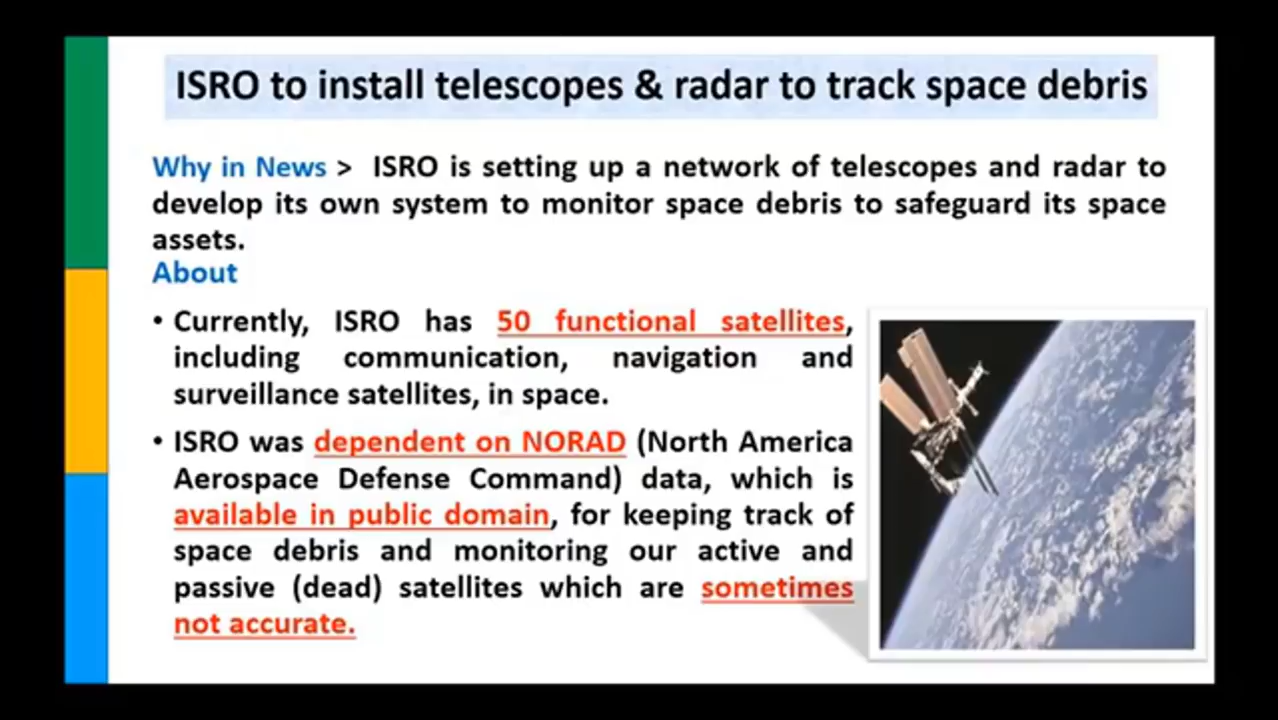 ISRO to install telescopes & radar to track space debris
Why in News > ISRO is setting up a network of telescopes and radar to
develop its own system to monitor space debris to safeguard its space
assets.
About
• Currently, ISRO has 50 functional satellites,
including communication, navigation and
surveillance satellites, in space.
• ISRO was dependent on NORAD (North America
Aerospace Defense Command) data, which is
available in public domain, for keeping track of
space debris and monitoring our active and
passive (dead) satellites which are sometimes
not accurate.